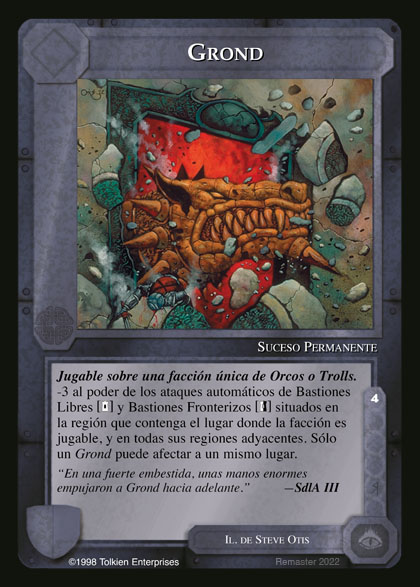 GROND
SUCESO PERMANENTE
Jugable sobre una facción única de Orcos o Trolls.
-3 al poder de los ataques automáticos de Bastiones
Libres [ ] y Bastiones Fronterizos [ ] situados en
la región que contenga el lugar donde la facción es
jugable, y en todas sus regiones adyacentes. Sólo
un Grond puede afectar a un mismo lugar.
4
“En una fuerte embestida, unas manos enormes
empujaron a Grond hacia adelante.” —SdlA III
IL. DE STEVE OTIS
©1998 Tolkien Enterprises Remaster 2022